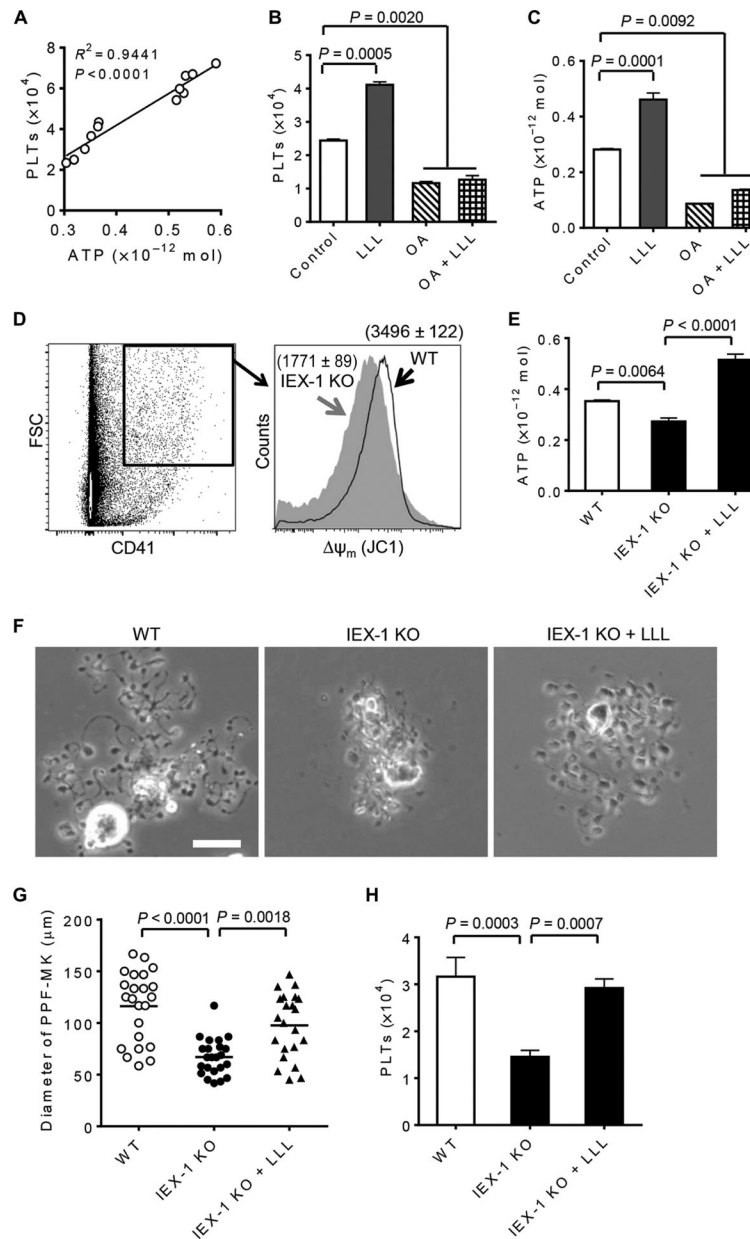 A
R² = 0.9441
P < 0.0001
PLTs (×10⁴)
8
6
4
2
0
0.3 0.4 0.5 0.6
ATP (×10⁻¹² mol)
B
P = 0.0020
P = 0.0005
PLTs (×10⁴)
5
4
3
2
1
0
Control
LLL
OA
OA + LLL
C
P = 0.0092
P = 0.0001
ATP (×10⁻¹² mol)
0.6
0.4
0.2
0.0
Control
LLL
OA
OA + LLL
D
FSC
CD41
(3496 ± 122)
(1771 ± 89)
WT
IEX-1 KO
Counts
Δψm (JC1)
E
P < 0.0001
P = 0.0064
ATP (×10⁻¹² mol)
0.6
0.4
0.2
0.0
WT
IEX-1 KO
IEX-1 KO + LLL
F
WT
IEX-1 KO
IEX-1 KO + LLL
G
P < 0.0001 P = 0.0018
Diameter of PPF-MK (μm)
200
150
100
50
0
WT
IEX-1 KO
IEX-1 KO + LLL
H
P = 0.0003 P = 0.0007
PLTs (×10⁴)
4
3
2
1
0
WT
IEX-1 KO
IEX-1 KO + LLL